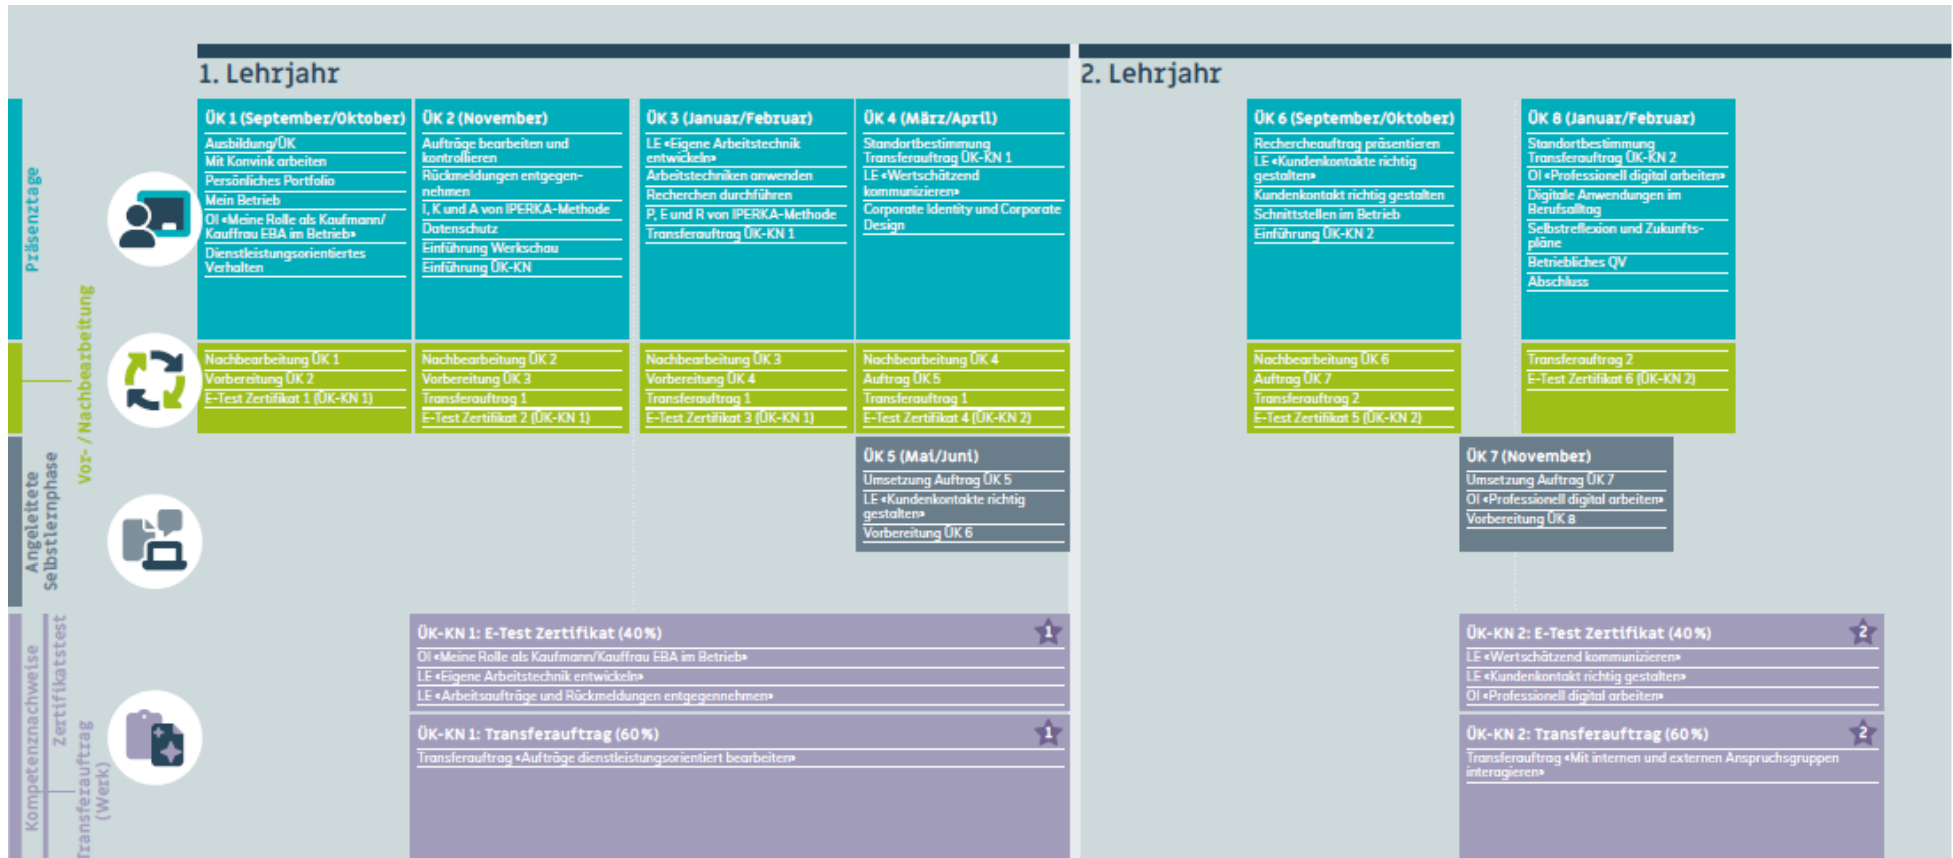 1. Lehrjahr
2. Lehrjahr
Präsenztage
Vor- / Nachbearbeitung
Angeleitete
Selbstlernphase
Kompetenznachweise
Zertifikatstest
Transferauftrag
(Werk)
ÜK 1 (September/Oktober)
Ausbildung/ÜK
Mit Konvink arbeiten
Persönliches Portfolio
Mein Betrieb
OI «Meine Rolle als Kaufmann/
Kauffrau EBA im Betrieb»
Dienstleistungsorientiertes
Verhalten
ÜK 2 (November)
Aufträge bearbeiten und
kontrollieren
Rückmeldungen entgegen-
nehmen
I, K und A von IPERKA-Methode
Datenschutz
Einführung Werkschau
Einführung ÜK-KN
ÜK 3 (Januar/Februar)
LE «Eigene Arbeitstechnik
entwickeln»
Arbeitstechniken anwenden
Recherchen durchführen
P, E und R von IPERKA-Methode
Transferauftrag ÜK-KN 1
ÜK 4 (März/April)
Standortbestimmung
Transferauftrag ÜK-KN 1
LE «Wertschätzend
kommunizieren»
Corporate Identity und Corporate
Design
ÜK 6 (September/Oktober)
Rechercheauftrag präsentieren
LE «Kundenkontakte richtig
gestalten»
Kundenkontakt richtig gestalten
Schnittstellen im Betrieb
Einführung ÜK-KN 2
ÜK 8 (Januar/Februar)
Standortbestimmung
Transferauftrag ÜK-KN 2
OI «Professionell digital arbeiten»
Digitale Anwendungen im
Berufsalltag
Selbstreflexion und Zukunfts-
pläne
Betriebliches QV
Abschluss
Nachbearbeitung ÜK 1
Vorbereitung ÜK 2
E-Test Zertifikat 1 (ÜK-KN 1)
Nachbearbeitung ÜK 2
Vorbereitung ÜK 3
Transferauftrag 1
E-Test Zertifikat 2 (ÜK-KN 1)
Nachbearbeitung ÜK 3
Vorbereitung ÜK 4
Transferauftrag 1
E-Test Zertifikat 3 (ÜK-KN 1)
Nachbearbeitung ÜK 4
Auftrag ÜK 5
Transferauftrag 1
E-Test Zertifikat 4 (ÜK-KN 2)
Nachbearbeitung ÜK 6
Auftrag ÜK 7
Transferauftrag 2
E-Test Zertifikat 5 (ÜK-KN 2)
Transferauftrag 2
E-Test Zertifikat 6 (ÜK-KN 2)
ÜK 5 (Mai/Juni)
Umsetzung Auftrag ÜK 5
LE «Kundenkontakte richtig
gestalten»
Vorbereitung ÜK 6
ÜK 7 (November)
Umsetzung Auftrag ÜK 7
OI «Professionell digital arbeiten»
Vorbereitung ÜK 8
ÜK-KN 1: E-Test Zertifikat (40%)
1
OI «Meine Rolle als Kaufmann/Kauffrau EBA im Betrieb»
LE «Eigene Arbeitstechnik entwickeln»
LE «Arbeitsaufträge und Rückmeldungen entgegennehmen»
ÜK-KN 1: Transferauftrag (60%)
1
Transferauftrag «Aufträge dienstleistungsorientiert bearbeiten»
ÜK-KN 2: E-Test Zertifikat (40%)
2
LE «Wertschätzend kommunizieren»
LE «Kundenkontakt richtig gestalten»
OI «Professionell digital arbeiten»
ÜK-KN 2: Transferauftrag (60%)
2
Transferauftrag «Mit internen und externen Anspruchsgruppen
interagieren»